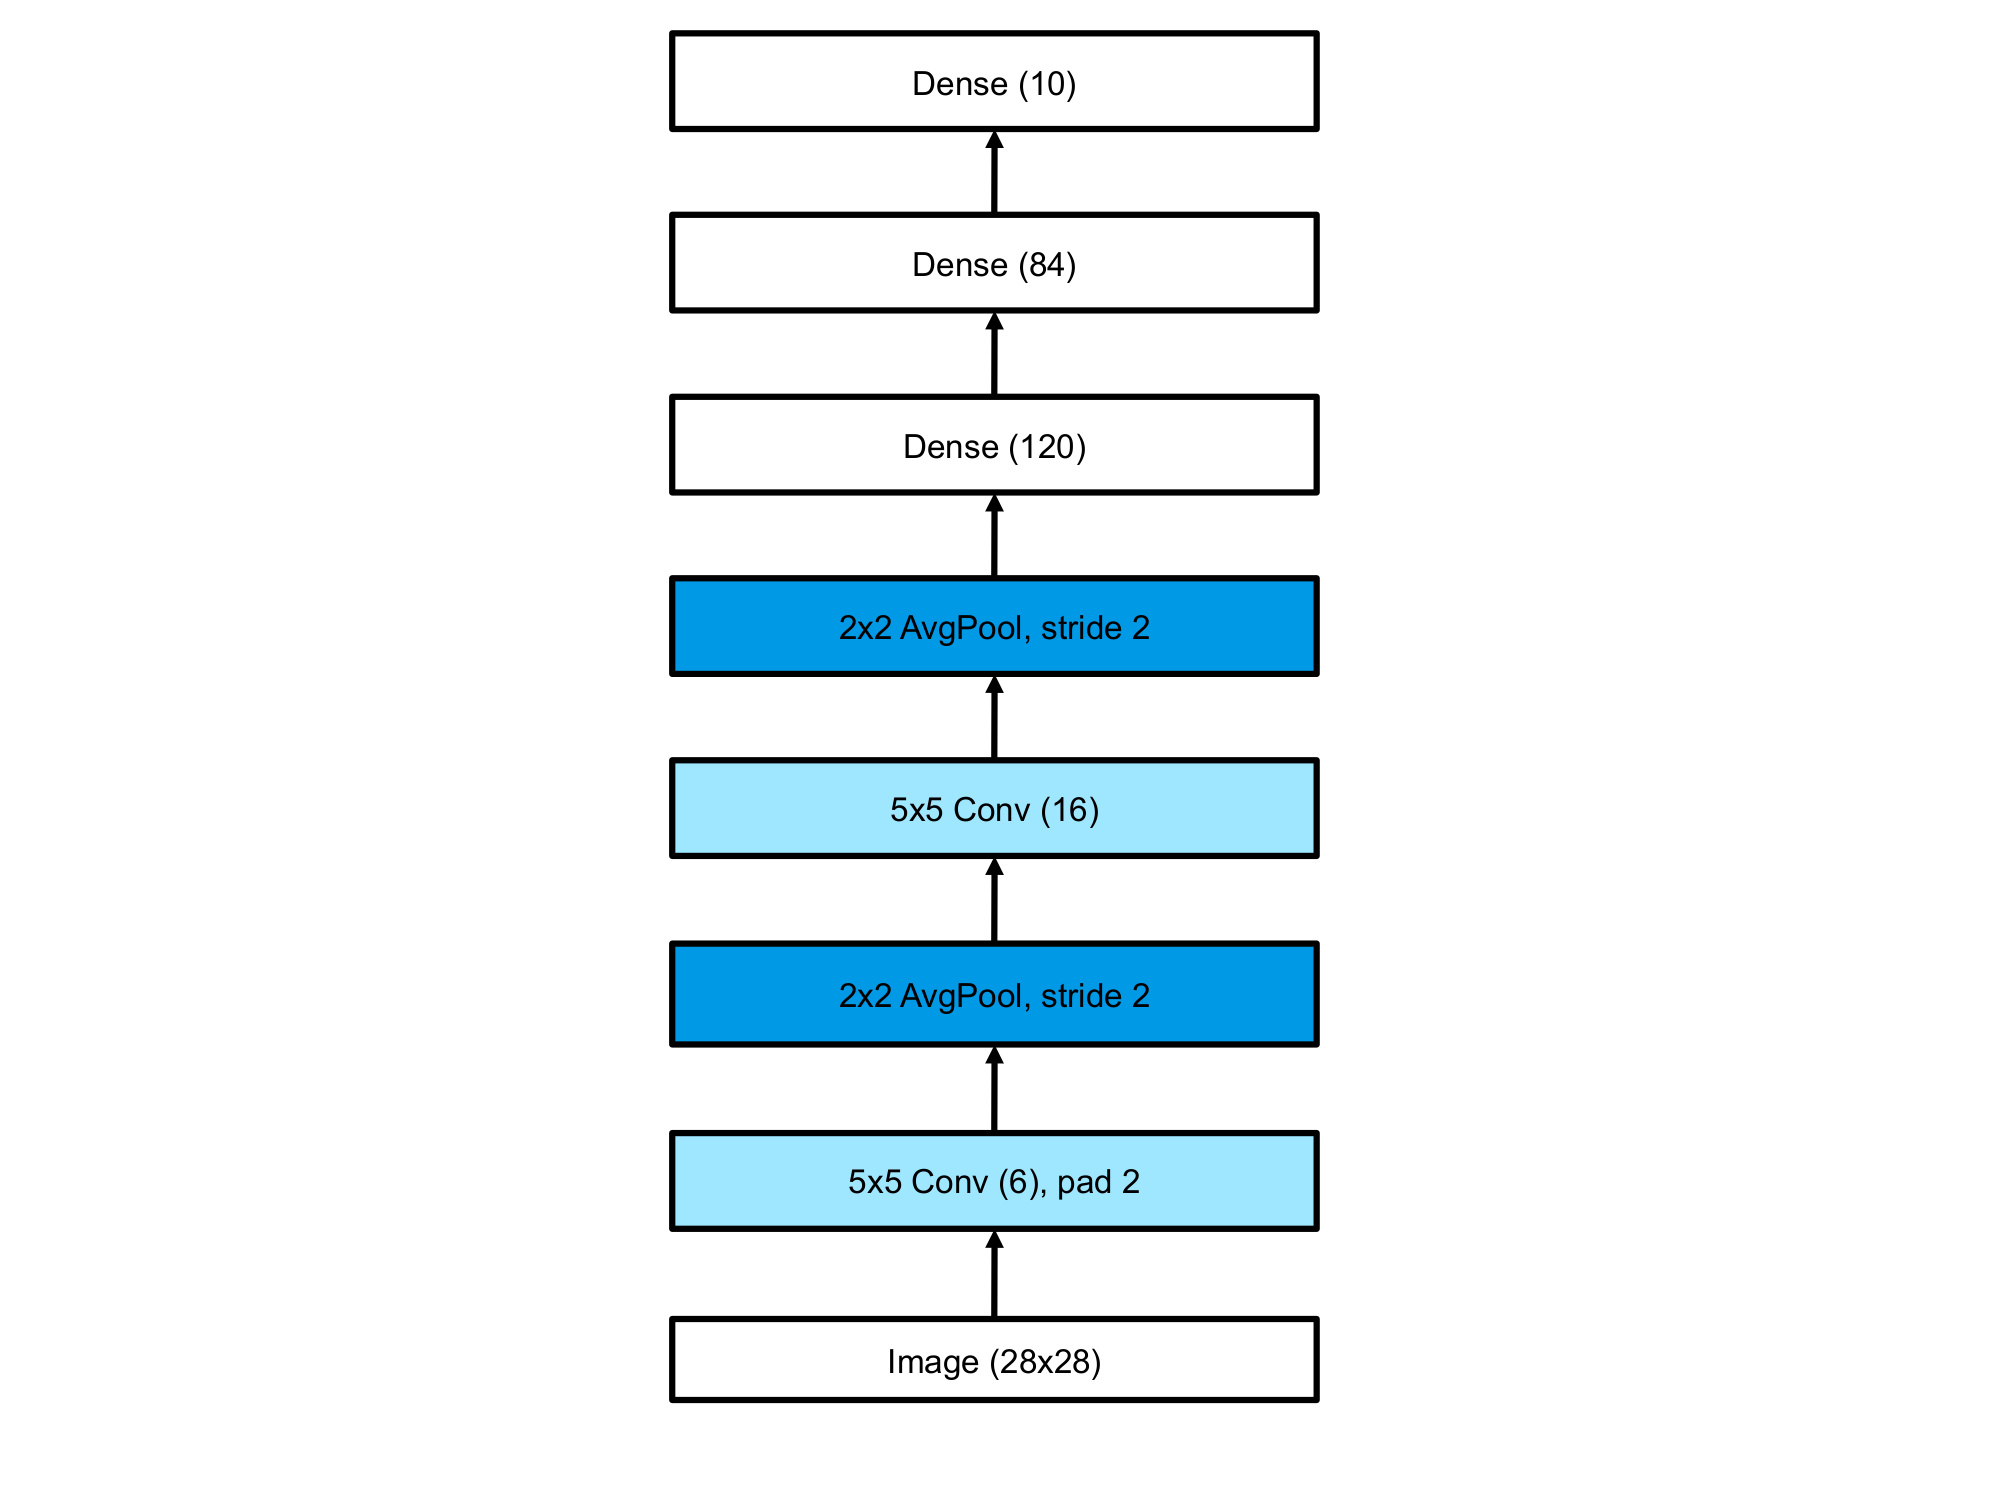 Dense (10)
Dense (84)
Dense (120)
2x2 AvgPool, stride 2
5x5 Conv (16)
2x2 AvgPool, stride 2
5x5 Conv (6), pad 2
Image (28x28)